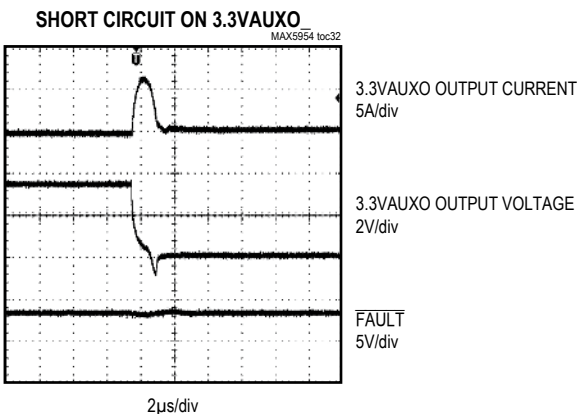 SHORT CIRCUIT ON 3.3VAUXO_
MAX5954 toc32
3.3VAUXO OUTPUT CURRENT
5A/div
3.3VAUXO OUTPUT VOLTAGE
2V/div
FAULT
5V/div
2µs/div